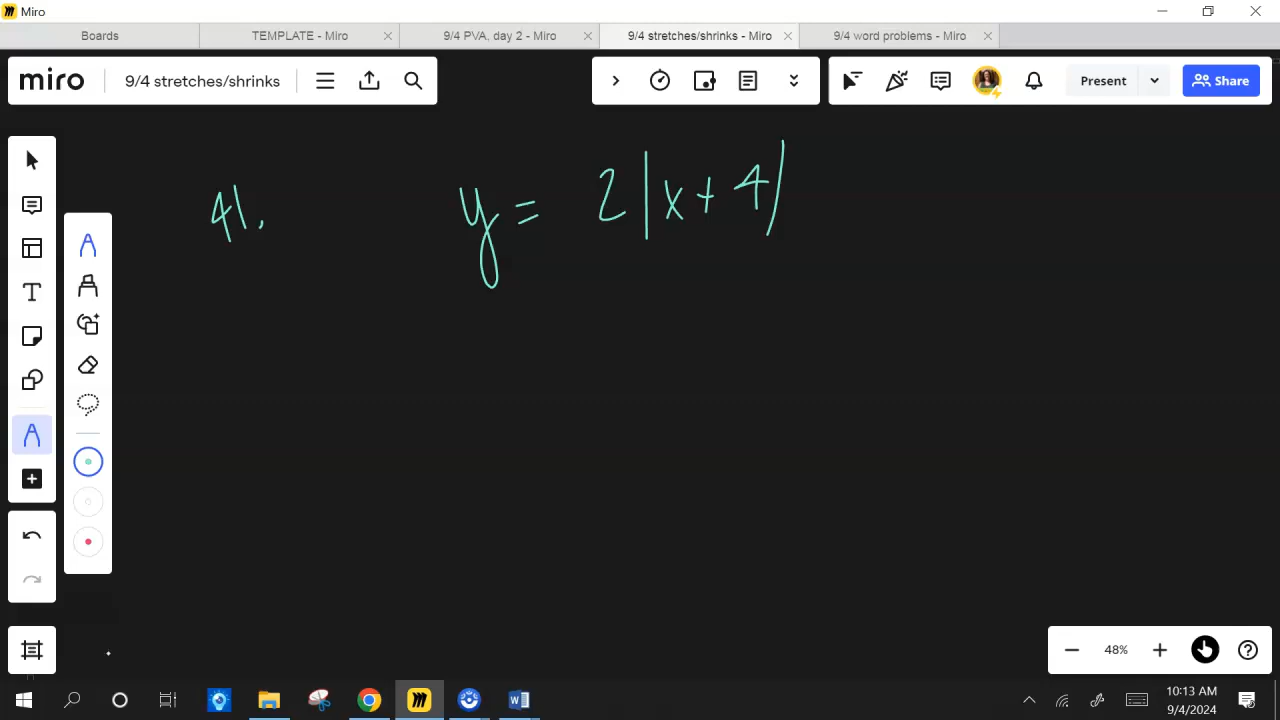 Miro
Boards
TEMPLATE - Miro
9/4 PVA, day 2 - Miro
9/4 stretches/shrinks - Miro
9/4 word problems - Miro
miro
9/4 stretches/shrinks
Present
Share
41.
y = 2|x + 4|
48%
10:13 AM
9/4/2024